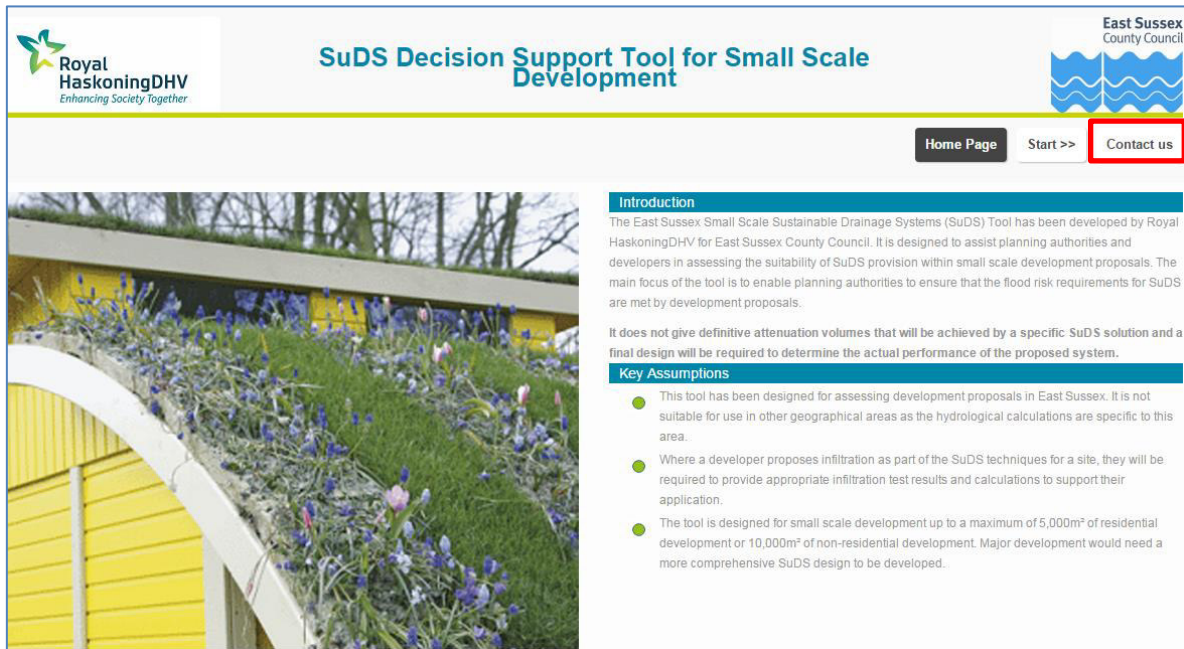 Royal
HaskoningDHV
Enhancing Society Together
SuDS Decision Support Tool for Small Scale
Development
East Sussex
County Council
Home Page
Start >>
Contact us
Introduction
The East Sussex Small Scale Sustainable Drainage Systems (SuDS) Tool has been developed by Royal
HaskoningDHV for East Sussex County Council. It is designed to assist planning authorities and
developers in assessing the suitability of SuDS provision within small scale development proposals. The
main focus of the tool is to enable planning authorities to ensure that the flood risk requirements for SuDS
are met by development proposals.
It does not give definitive attenuation volumes that will be achieved by a specific SuDS solution and a
final design will be required to determine the actual performance of the proposed system.
Key Assumptions
This tool has been designed for assessing development proposals in East Sussex. It is not
suitable for use in other geographical areas as the hydrological calculations are specific to this
area.
Where a developer proposes infiltration as part of the SuDS techniques for a site, they will be
required to provide appropriate infiltration test results and calculations to support their
application.
The tool is designed for small scale development up to a maximum of 5,000m² of residential
development or 10,000m² of non-residential development. Major development would need a
more comprehensive SuDS design to be developed.